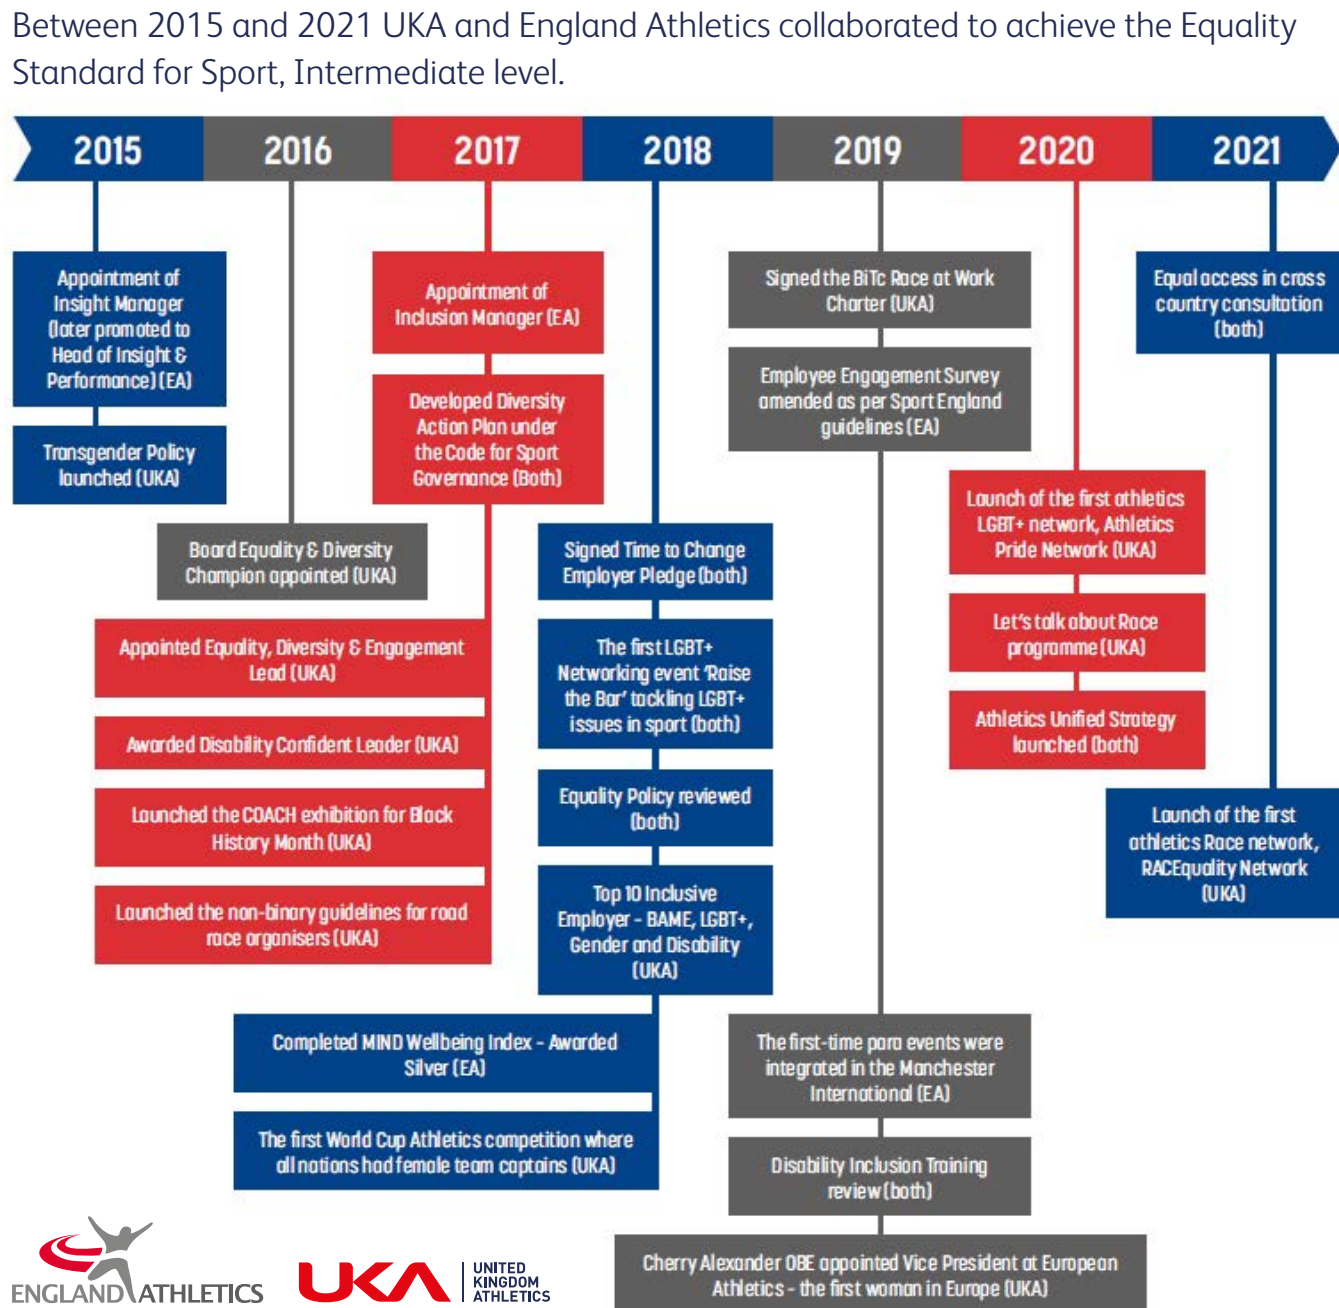 Between 2015 and 2021 UKA and England Athletics collaborated to achieve the Equality
Standard for Sport, Intermediate level.
2015
2016
2017
2018
2019
2020
2021
Appointment of
Insight Manager
(later promoted to
Head of Insight &
Performance) (EA)
Transgender Policy
launched (UKA)
Board Equality & Diversity
Champion appointed (UKA)
Appointment of
Inclusion Manager (EA)
Developed Diversity
Action Plan under
the Code for Sport
Governance (Both)
Appointed Equality, Diversity & Engagement
Lead (UKA)
Awarded Disability Confident Leader (UKA)
Launched the COACH exhibition for Black
History Month (UKA)
Launched the non-binary guidelines for road
race organisers (UKA)
Signed Time to Change
Employer Pledge (both)
The first LGBT+
Networking event ‘Raise
the Bar’ tackling LGBT+
issues in sport (both)
Equality Policy reviewed
(both)
Top 10 Inclusive
Employer - BAME, LGBT+,
Gender and Disability
(UKA)
Completed MIND Wellbeing Index - Awarded
Silver (EA)
The first World Cup Athletics competition where
all nations had female team captains (UKA)
Signed the BiTc Race at Work
Charter (UKA)
Employee Engagement Survey
amended as per Sport England
guidelines (EA)
The first-time para events were
integrated in the Manchester
International (EA)
Disability Inclusion Training
review (both)
Cherry Alexander OBE appointed Vice President at European
Athletics - the first woman in Europe (UKA)
Launch of the first athletics
LGBT+ network, Athletics
Pride Network (UKA)
Let's talk about Race
programme (UKA)
Athletics Unified Strategy
launched (both)
Equal access in cross
country consultation
(both)
Launch of the first
athletics Race network,
RACEquality Network
(UKA)
ENGLAND ATHLETICS
UKA
UNITED
KINGDOM
ATHLETICS